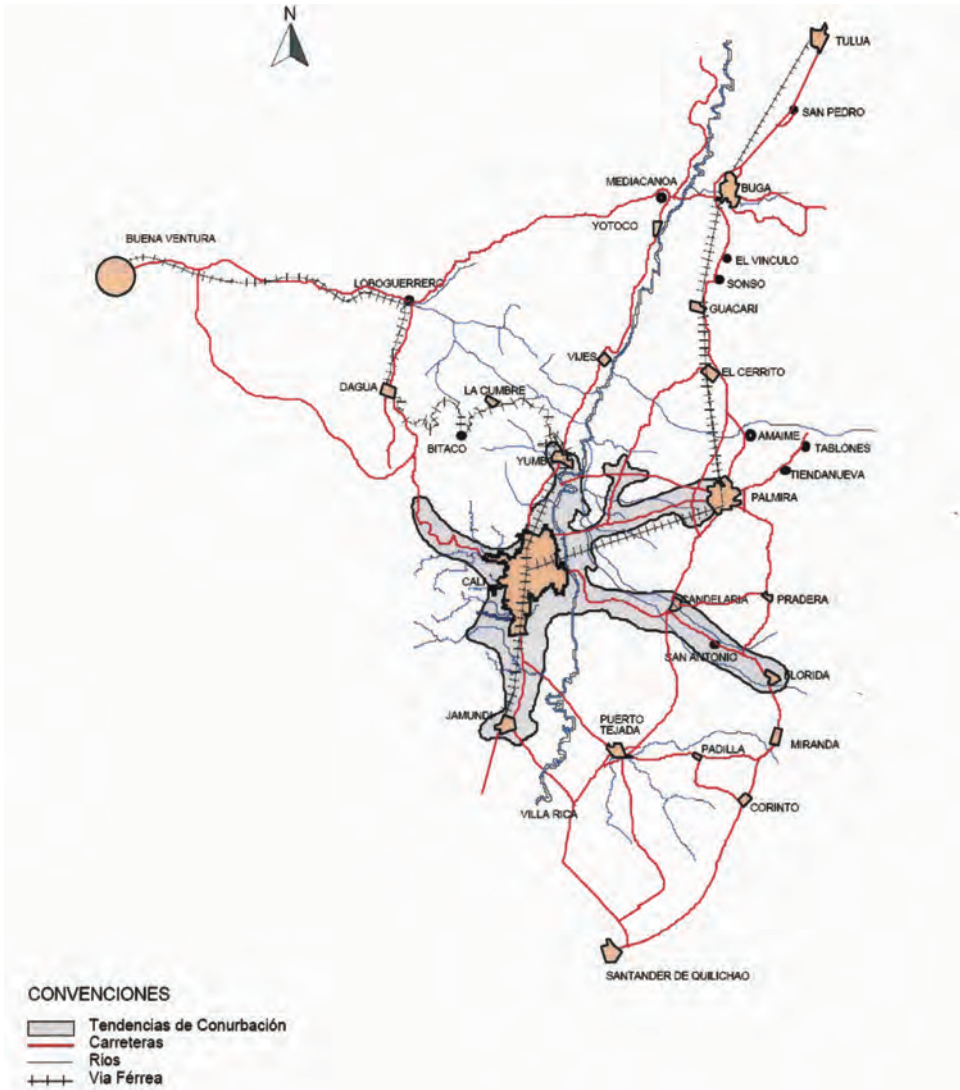 N
TULUA
SAN PEDRO
MEDIACANOA
BUGA
YOTOCO
BUENA VENTURA
EL VINCULO
LOBOGUERRERO
SONSO
GUACARI
VIJES
EL CERRITO
DAGUA
LA CUMBRE
BITACO
AMAIME
TABLONES
YUMB
TIENDANUEVA
PALMIRA
CALI
CANDELARIA
PRADERA
SAN ANTONIO
FLORIDA
JAMUNDI
PUERTO
TEJADA
PADILLA
MIRANDA
VILLA RICA
CORINTO
SANTANDER DE QUILICHAO
CONVENCIONES
Tendencias de Conurbación
Carreteras
Rios
Via Férrea